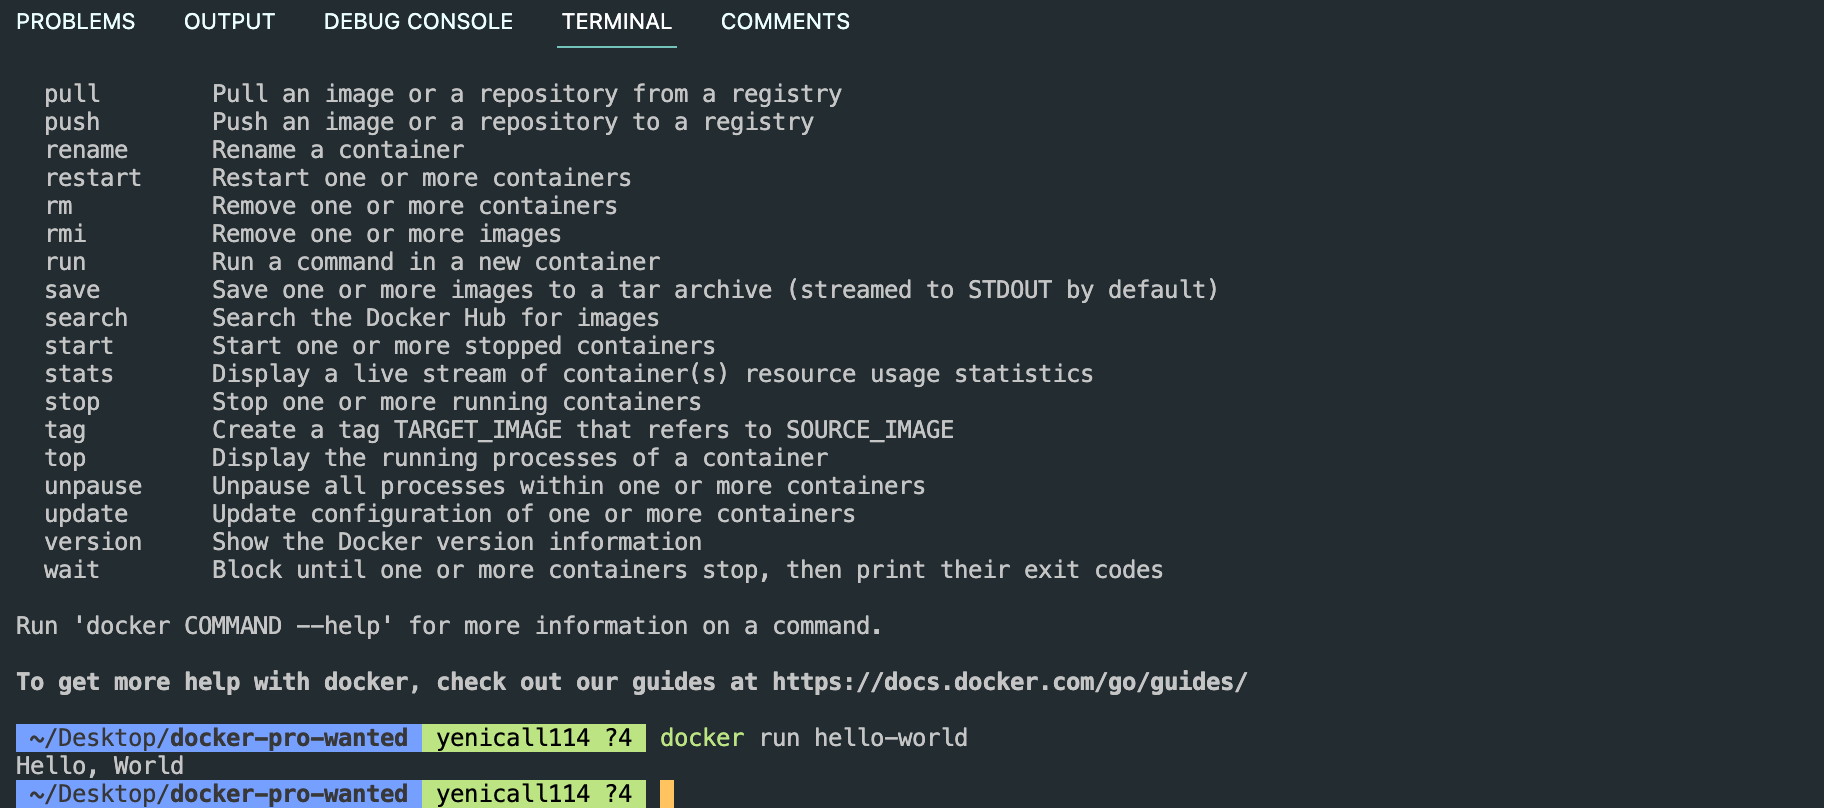 PROBLEMS OUTPUT DEBUG CONSOLE TERMINAL COMMENTS
pull Pull an image or a repository from a registry
push Push an image or a repository to a registry
rename Rename a container
restart Restart one or more containers
rm Remove one or more containers
rmi Remove one or more images
run Run a command in a new container
save Save one or more images to a tar archive (streamed to STDOUT by default)
search Search the Docker Hub for images
start Start one or more stopped containers
stats Display a live stream of container(s) resource usage statistics
stop Stop one or more running containers
tag Create a tag TARGET_IMAGE that refers to SOURCE_IMAGE
top Display the running processes of a container
unpause Unpause all processes within one or more containers
update Update configuration of one or more containers
version Show the Docker version information
wait Block until one or more containers stop, then print their exit codes
Run 'docker COMMAND --help' for more information on a command.
To get more help with docker, check out our guides at https://docs.docker.com/go/guides/
~/Desktop/docker-pro-wanted yenicall114 ?4 docker run hello-world
Hello, World
~/Desktop/docker-pro-wanted yenicall114 ?4